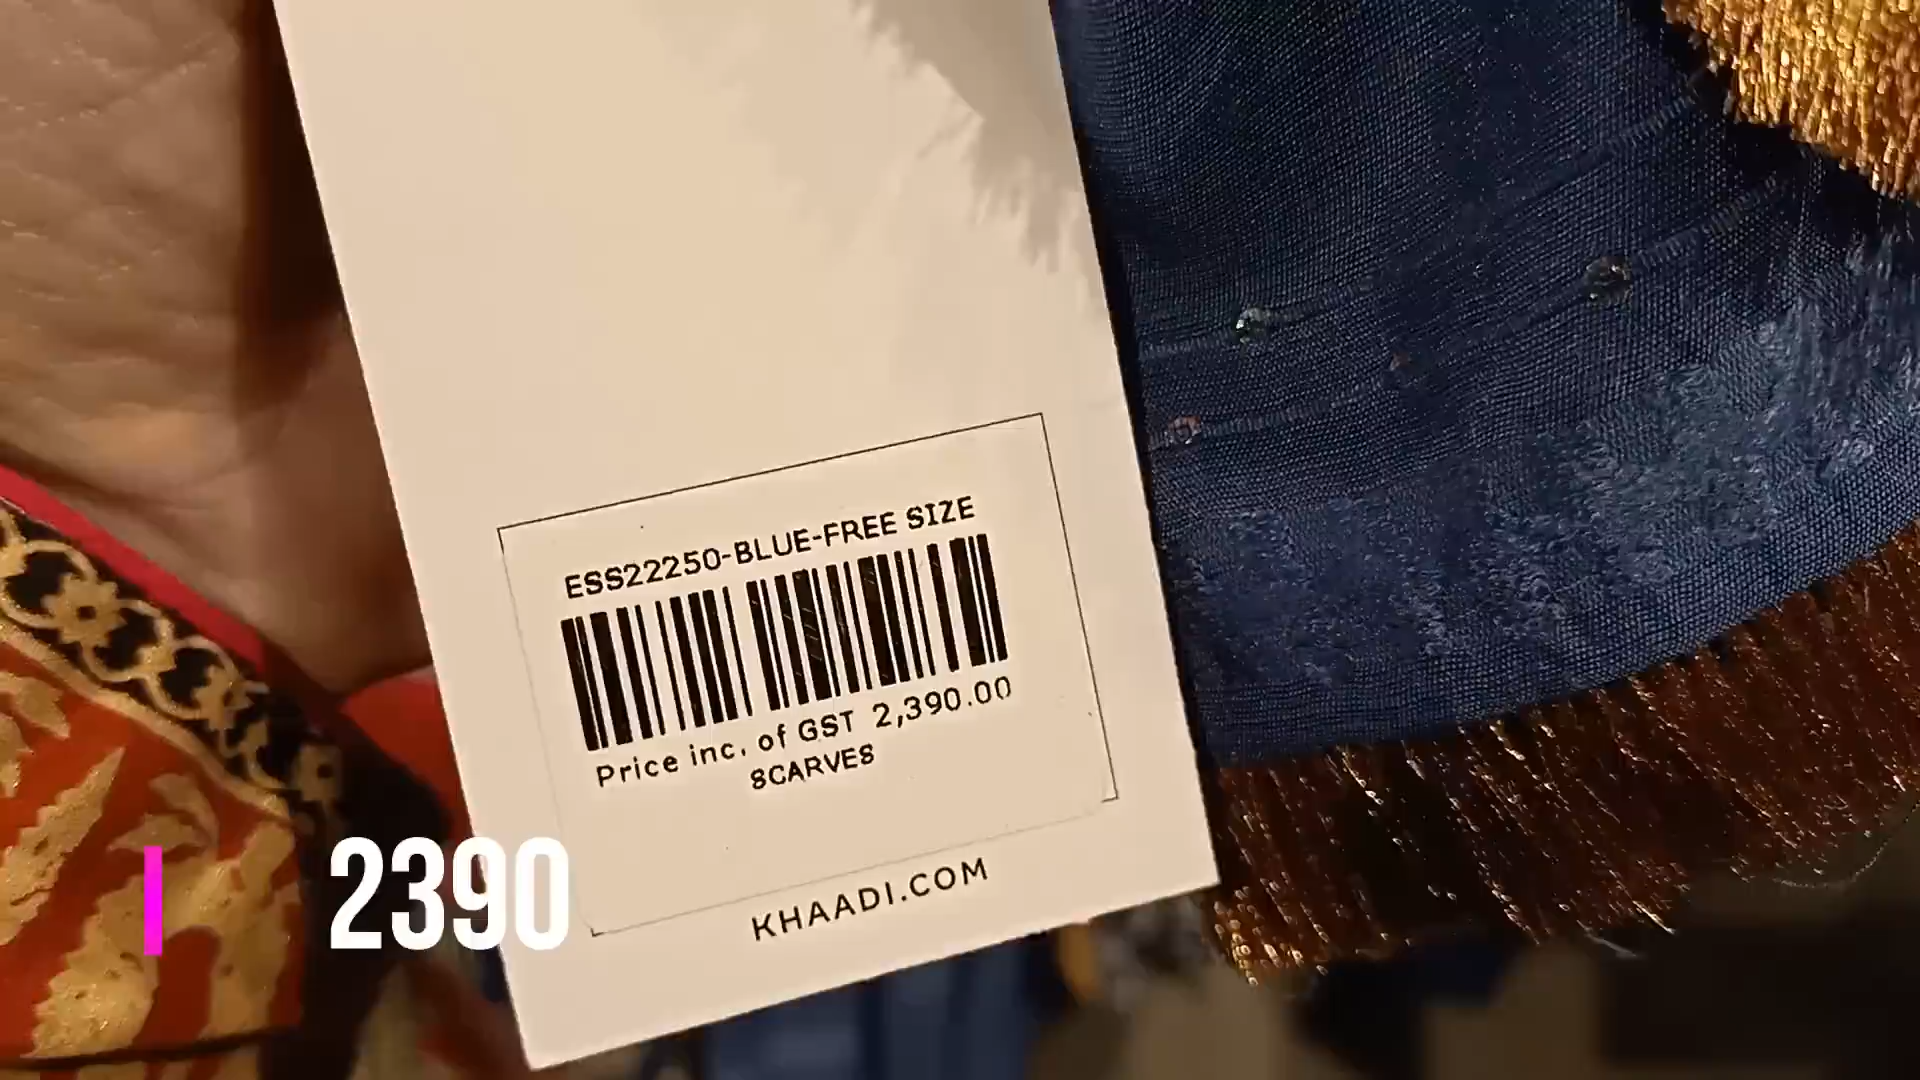 ESS22250-BLUE-FREE SIZE
Price inc. of GST 2,390.00
SCARVES
KHAADI.COM
2390